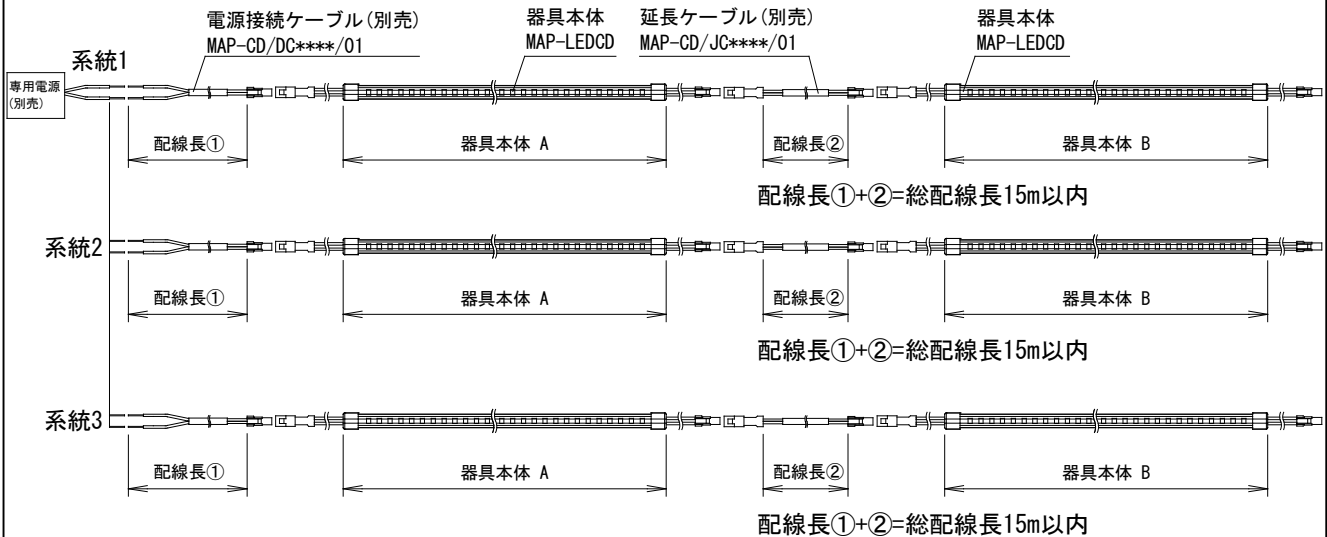 電源接続ケーブル(別売)
MAP-CD/DC****/01
器具本体
MAP-LEDCD
延長ケーブル(別売)
MAP-CD/JC****/01
器具本体
MAP-LEDCD
系統1
専用電源
(別売)
配線長①
器具本体 A
配線長②
器具本体 B
配線長①+②=総配線長15m以内
系統2
配線長①
器具本体 A
配線長②
器具本体 B
配線長①+②=総配線長15m以内
系統3
配線長①
器具本体 A
配線長②
器具本体 B
配線長①+②=総配線長15m以内